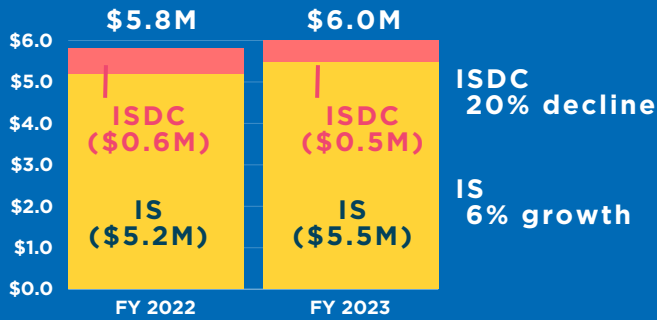 $5.8M
$6.0M
$6.0
$5.0
$4.0
$3.0
$2.0
$1.0
$0.0
ISDC
($0.6M)
IS
($5.2M)
FY 2022
ISDC
($0.5M)
IS
($5.5M)
FY 2023
ISDC
20% decline
IS
6% growth